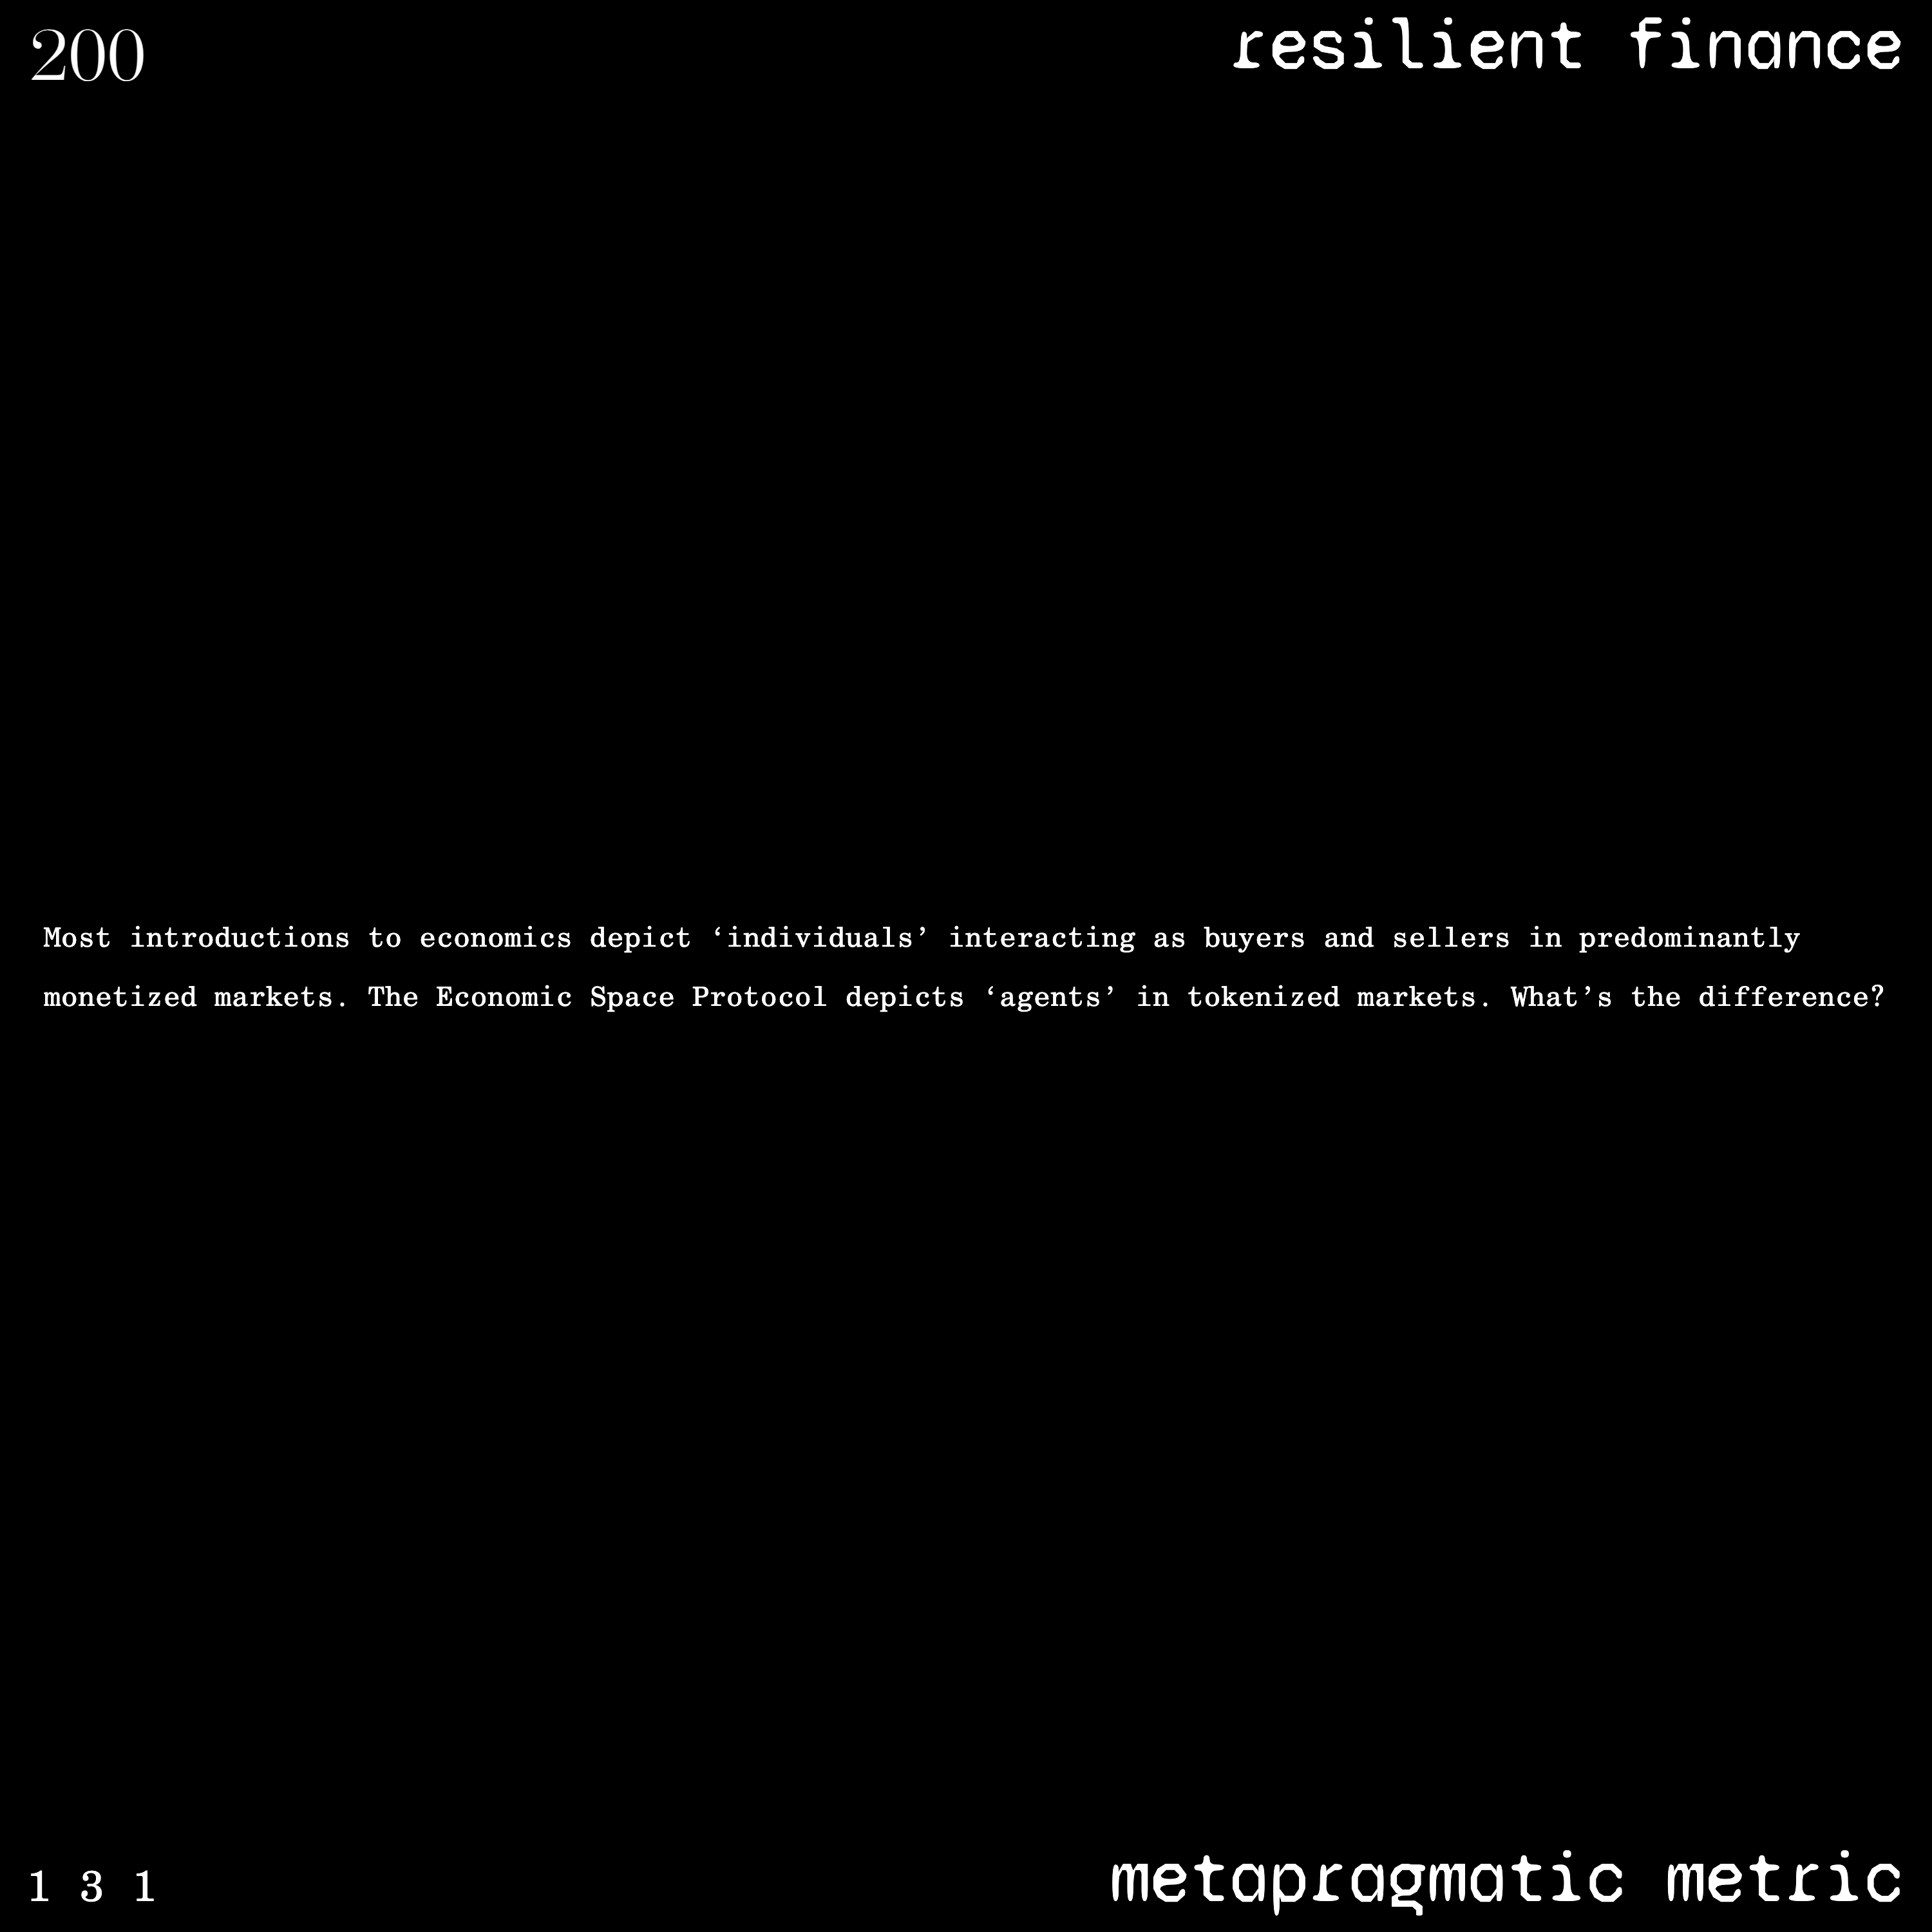 200
resilient finance
Most introductions to economics depict ‘individuals’ interacting as buyers and sellers in predominantly
monetized markets. The Economic Space Protocol depicts ‘agents’ in tokenized markets. What’s the difference?
1 3 1
metapragmatic metric